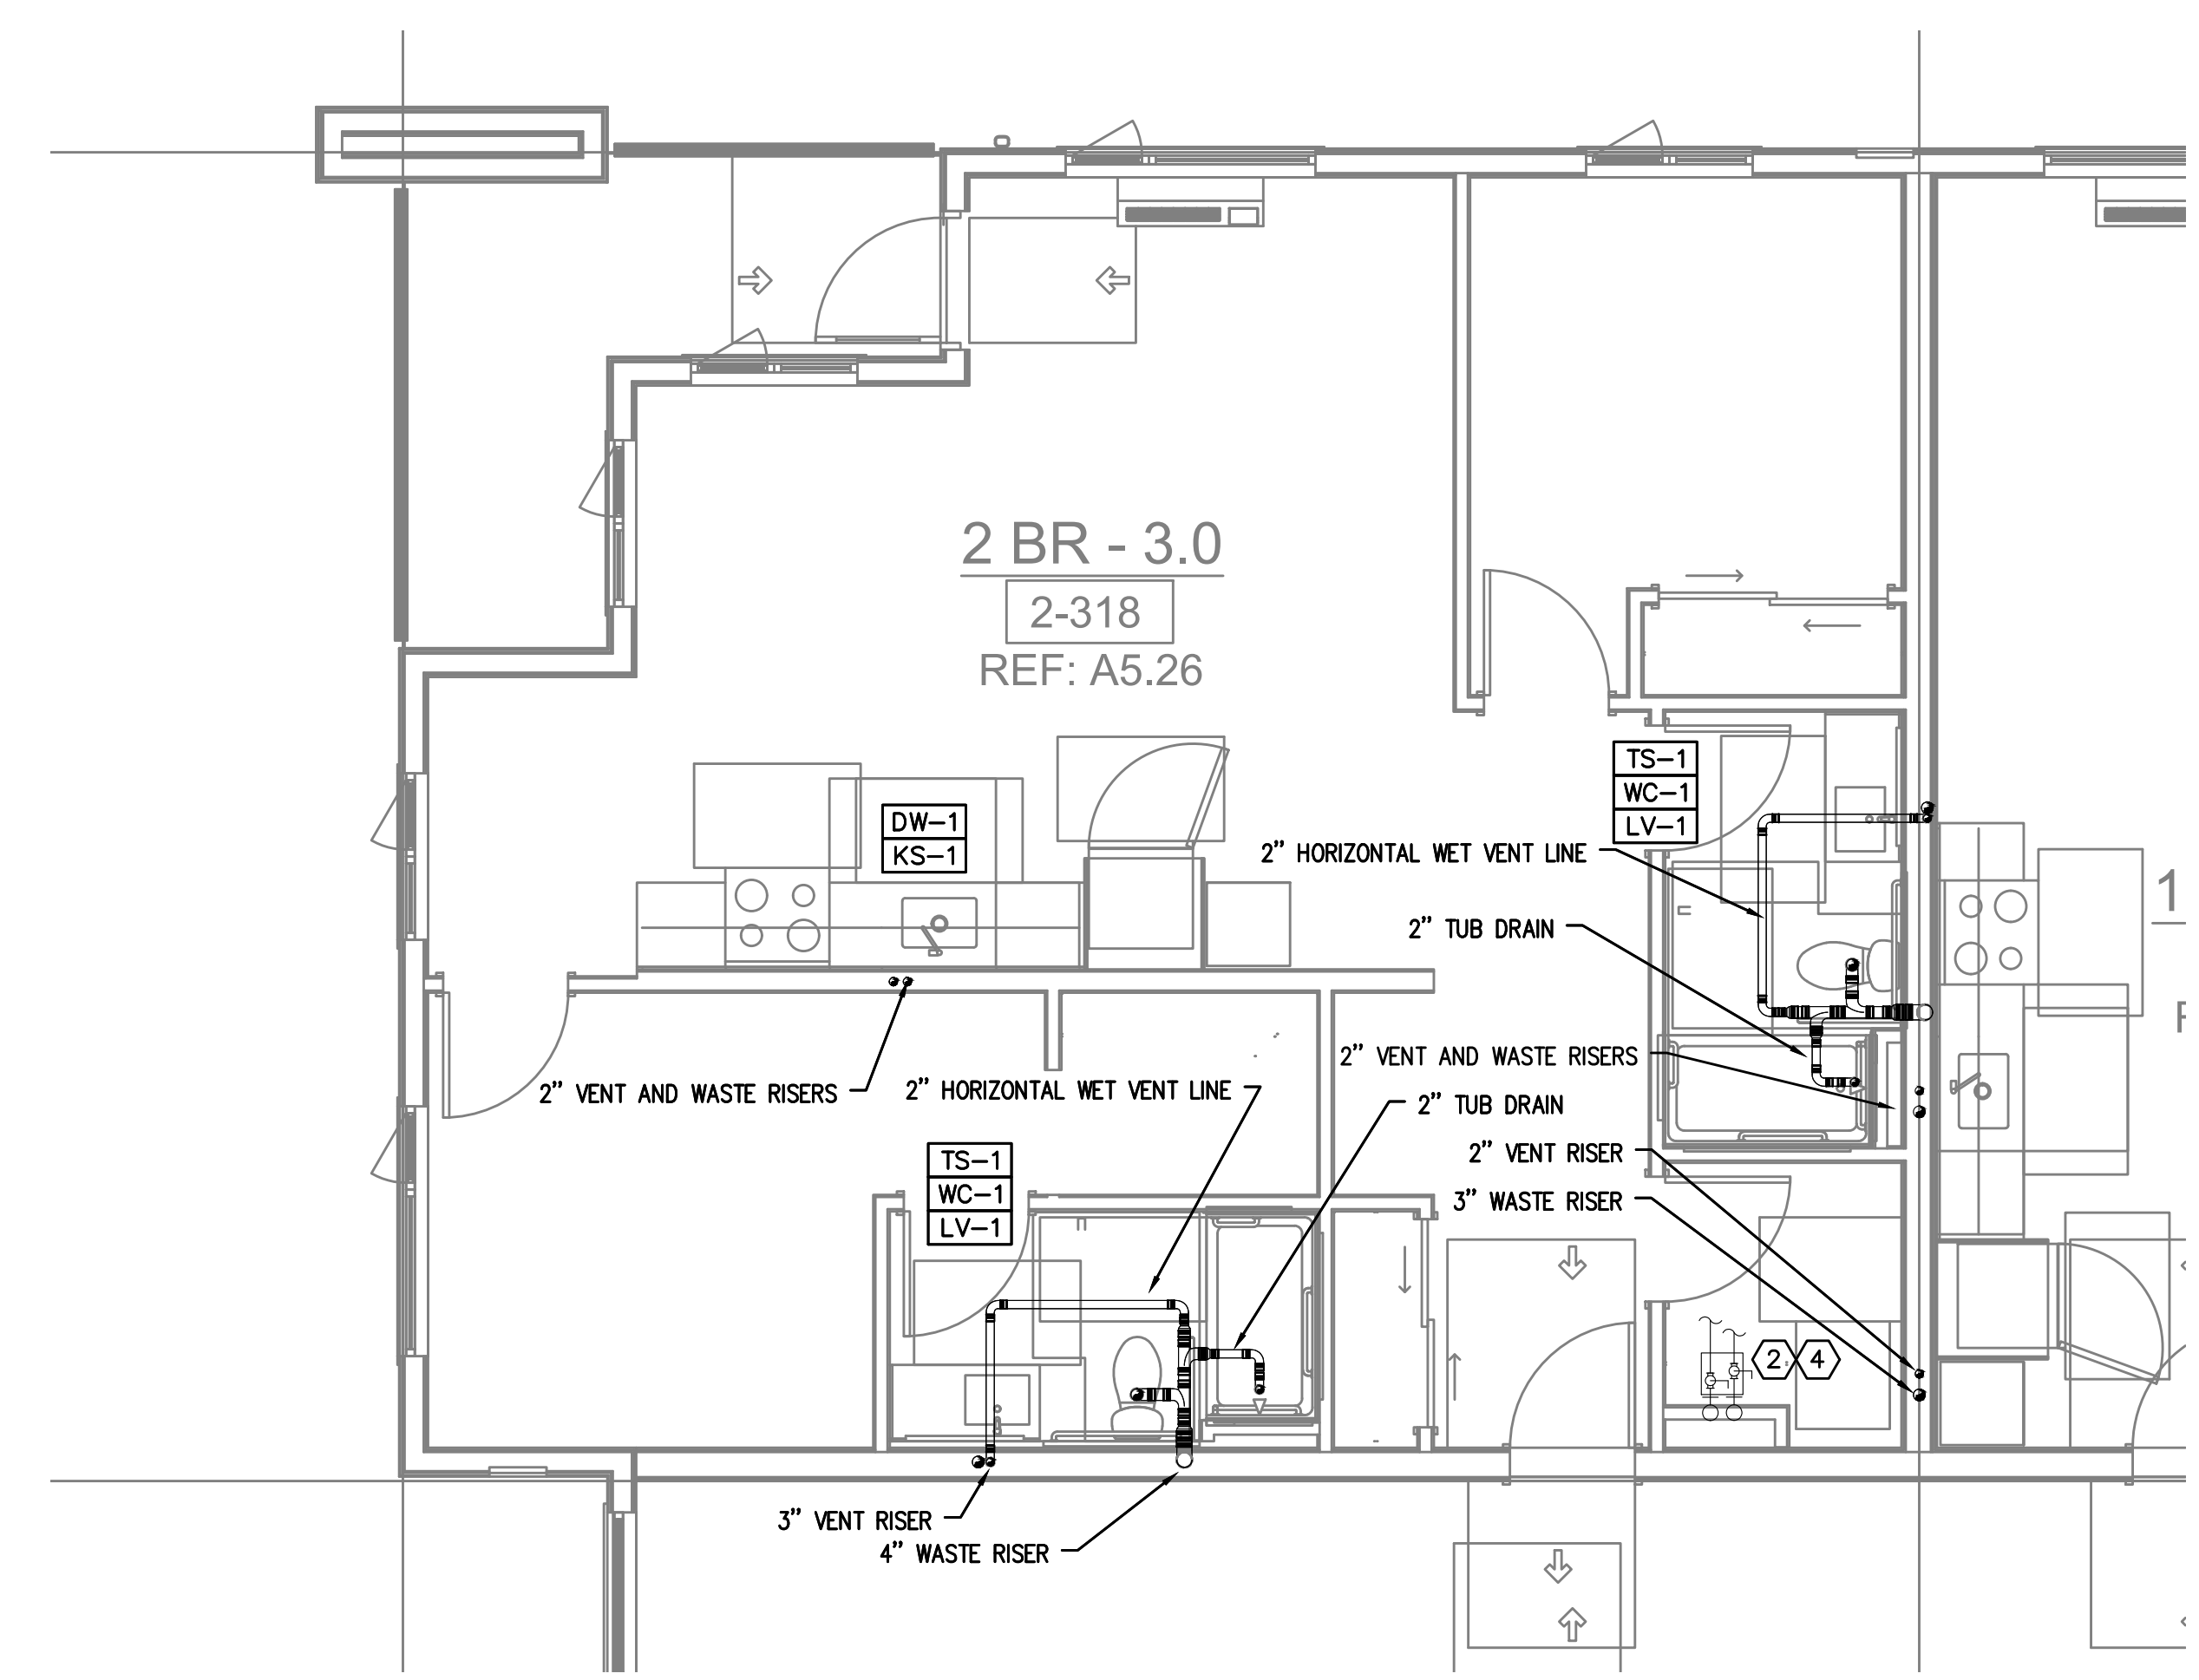 2 BR - 3.0
2-318
REF: A5.26
TS-1
WC-1
LV-1
DW-1
KS-1
2” HORIZONTAL WET VENT LINE
1
2” TUB DRAIN
2” VENT AND WASTE RISERS
2” VENT AND WASTE RISERS
2” HORIZONTAL WET VENT LINE
2” TUB DRAIN
TS-1
WC-1
LV-1
2” VENT RISER
3” WASTE RISER
2
4
3” VENT RISER
4” WASTE RISER